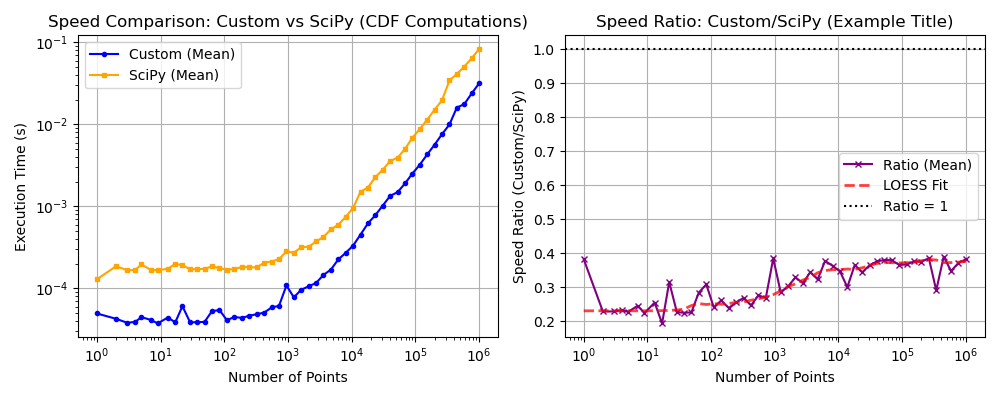 Speed Comparison: Custom vs SciPy (CDF Computations)
Custom (Mean)
SciPy (Mean)
Execution Time (s)
10⁻¹
10⁻²
10⁻³
10⁻⁴
10⁰ 10¹ 10² 10³ 10⁴ 10⁵ 10⁶
Number of Points
Speed Ratio: Custom/SciPy (Example Title)
Speed Ratio (Custom/SciPy)
1.0
0.9
0.8
0.7
0.6
0.5
0.4
0.3
0.2
Ratio (Mean)
LOESS Fit
Ratio = 1
10⁰ 10¹ 10² 10³ 10⁴ 10⁵ 10⁶
Number of Points